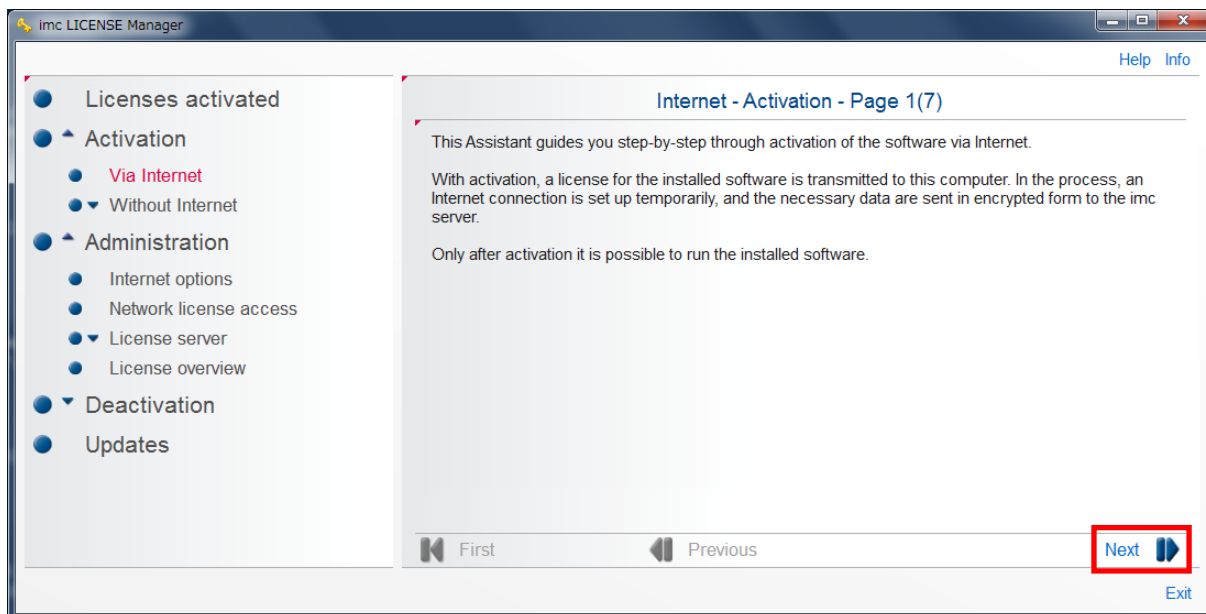 imc LICENSE Manager
Help Info
Licenses activated
Activation
Via Internet
Without Internet
Administration
Internet options
Network license access
License server
License overview
Deactivation
Updates
Internet - Activation - Page 1(7)
This Assistant guides you step-by-step through activation of the software via Internet.
With activation, a license for the installed software is transmitted to this computer. In the process, an
Internet connection is set up temporarily, and the necessary data are sent in encrypted form to the imc
server.
Only after activation it is possible to run the installed software.
First Previous Next
Exit